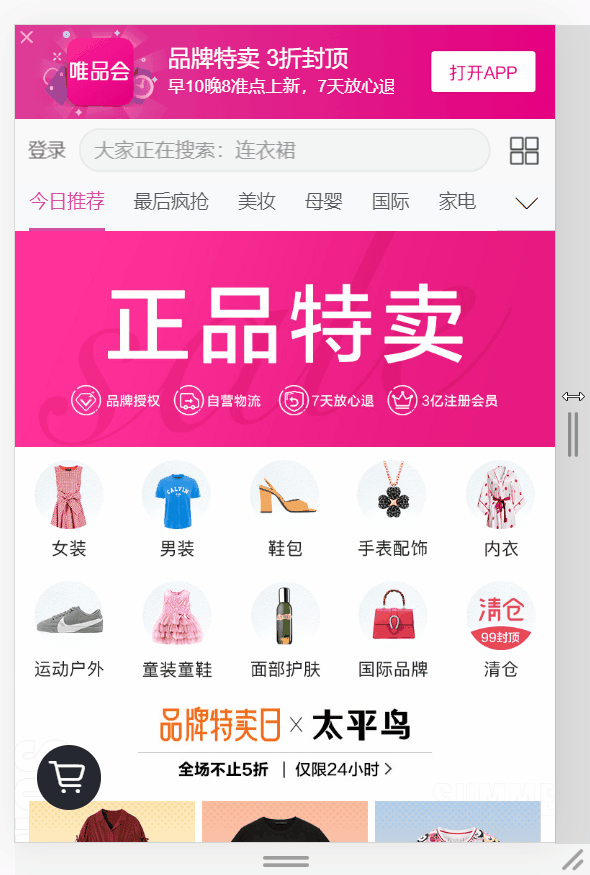 唯品会
品牌特卖 3折封顶
早10晚8准点上新，7天放心退
打开APP
登录
大家正在搜索：连衣裙
今日推荐 最后疯抢 美妆 母婴 国际 家电
sale
正品特卖
品牌授权 自营物流 7天放心退 3亿注册会员
CALVIN
女装 男装 鞋包 手表配饰 内衣
清仓
99封顶
运动户外 童装童鞋 面部护肤 国际品牌 清仓
品牌特卖日 × 太平鸟
全场不止5折 | 仅限24小时